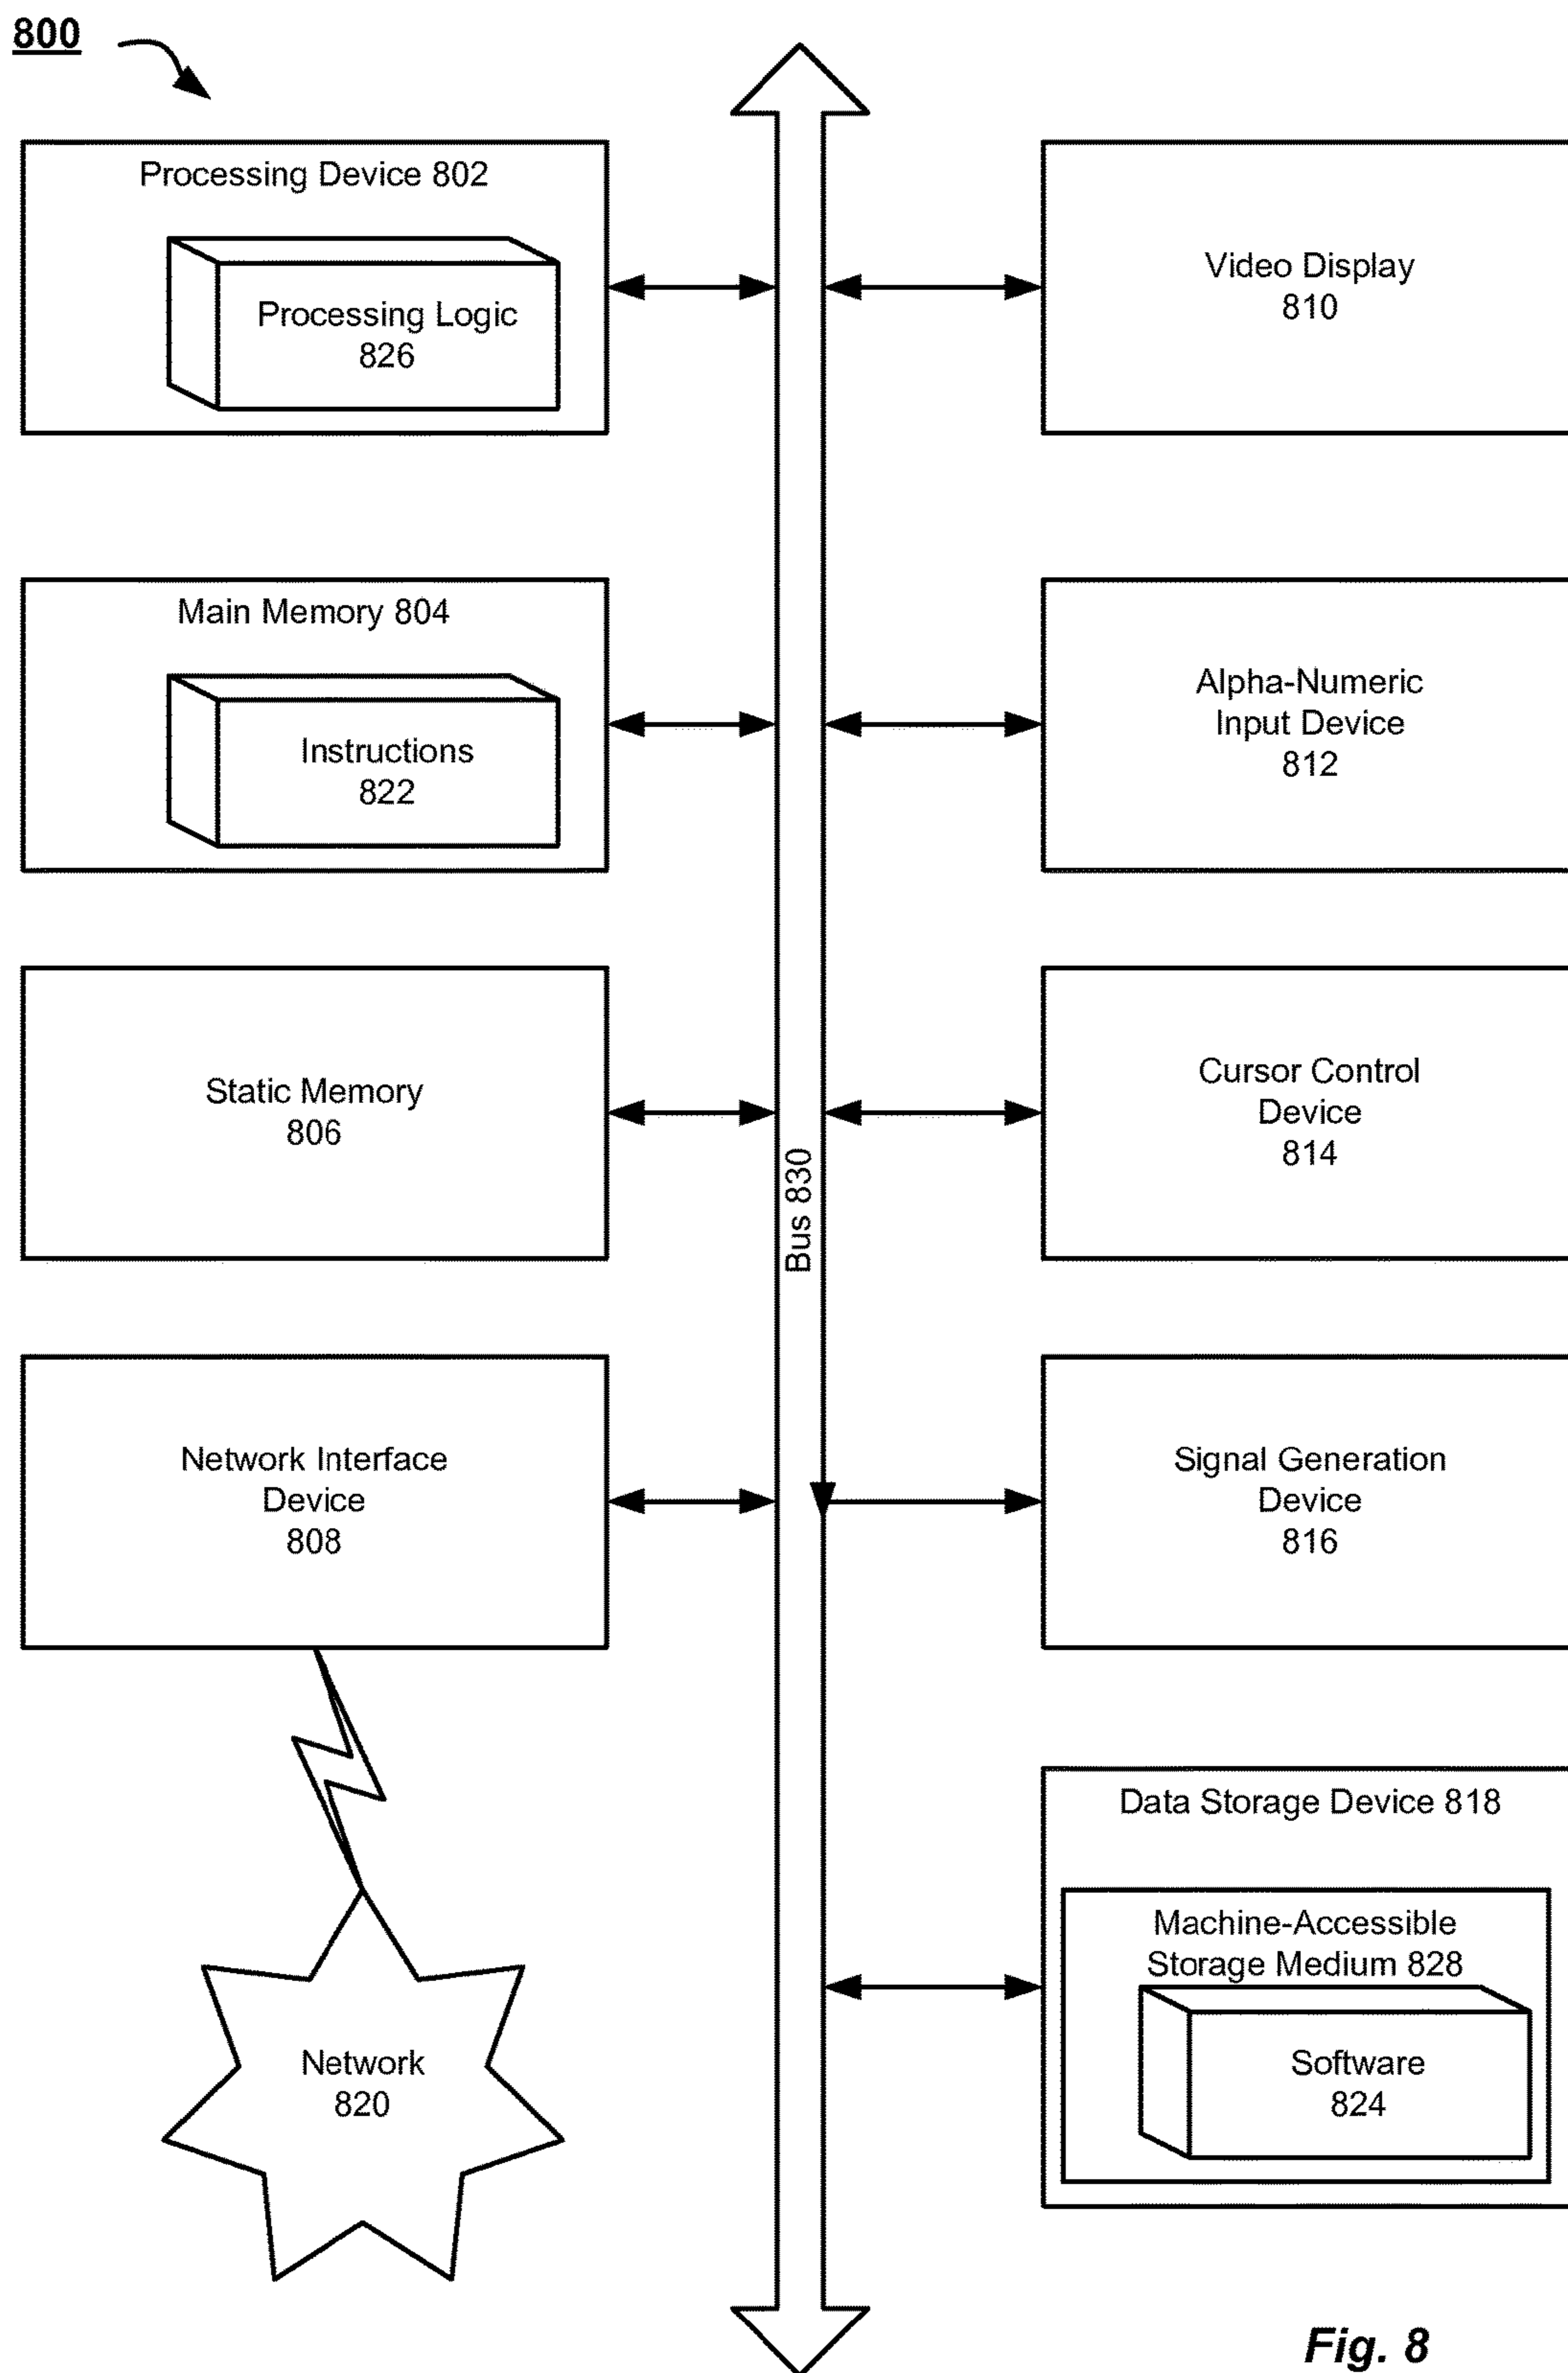 800
Processing Device 802
Processing Logic
826
Video Display
810
Main Memory 804
Instructions
822
Alpha-Numeric
Input Device
812
Static Memory
806
Cursor Control
Device
814
Bus 830
Network Interface
Device
808
Signal Generation
Device
816
Data Storage Device 818
Machine-Accessible
Storage Medium 828
Software
824
Network
820
Fig. 8